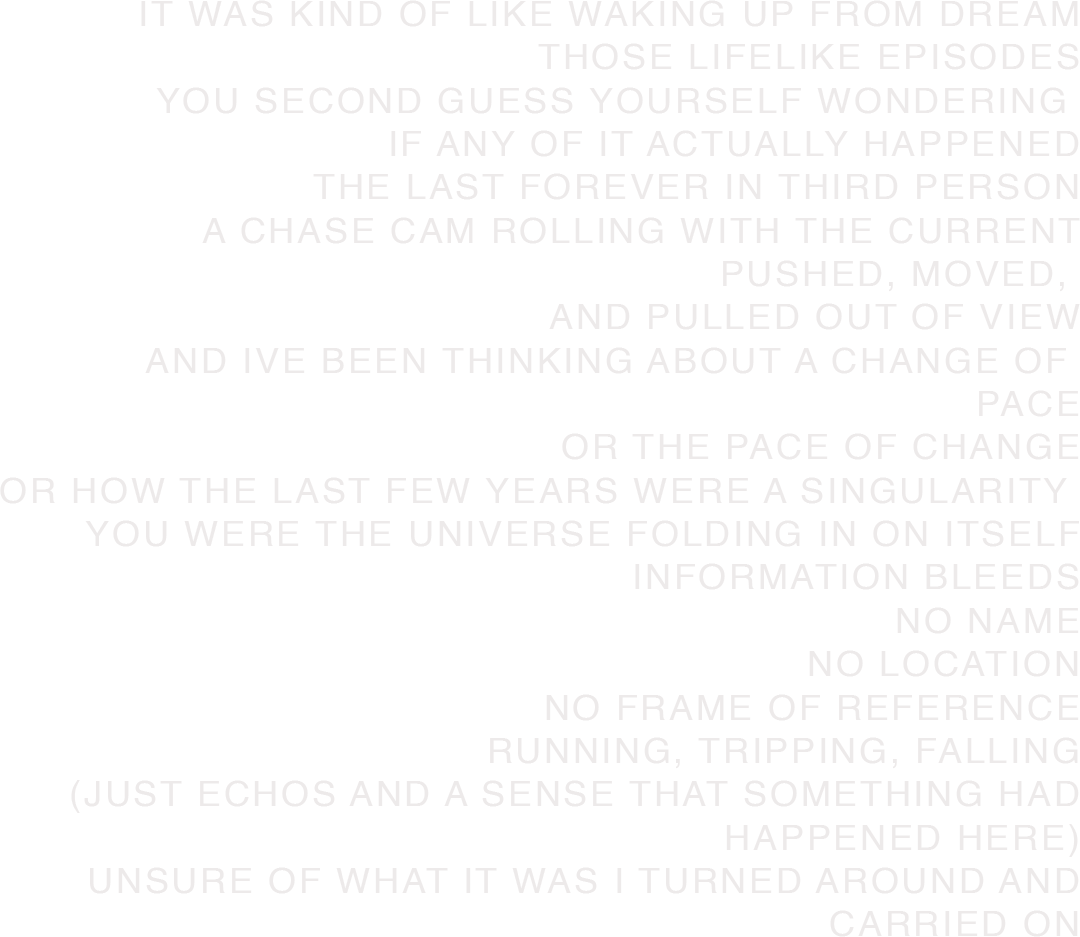 IT WAS KIND OF LIKE WAKING UP FROM DREAM
THOSE LIFELIKE EPISODES
YOU SECOND GUESS YOURSELF WONDERING
IF ANY OF IT ACTUALLY HAPPENED
THE LAST FOREVER IN THIRD PERSON
A CHASE CAM ROLLING WITH THE CURRENT
PUSHED, MOVED,
AND PULLED OUT OF VIEW
AND IVE BEEN THINKING ABOUT A CHANGE OF
PACE
OR THE PACE OF CHANGE
OR HOW THE LAST FEW YEARS WERE A SINGULARITY
YOU WERE THE UNIVERSE FOLDING IN ON ITSELF
INFORMATION BLEEDS
NO NAME
NO LOCATION
NO FRAME OF REFERENCE
RUNNING, TRIPPING, FALLING
(JUST ECHOS AND A SENSE THAT SOMETHING HAD
HAPPENED HERE)
UNSURE OF WHAT IT WAS I TURNED AROUND AND
CARRIED ON